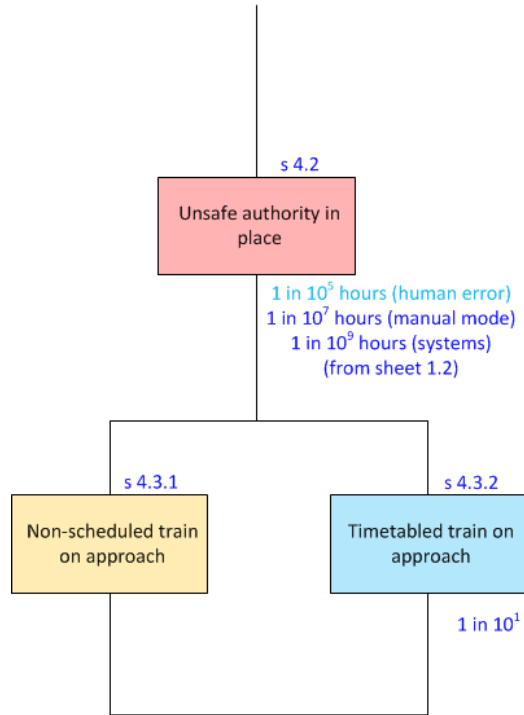 s 4.2
Unsafe authority in
place
1 in 10⁵ hours (human error)
1 in 10⁷ hours (manual mode)
1 in 10⁹ hours (systems)
(from sheet 1.2)
s 4.3.1
Non-scheduled train
on approach
s 4.3.2
Timetabled train on
approach
1 in 10¹